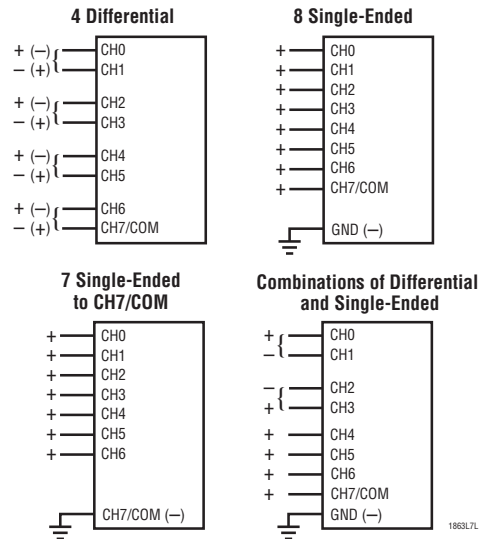 4 Differential
+ (–) { CH0
– (+) CH1
+ (–) { CH2
– (+) CH3
+ (–) { CH4
– (+) CH5
+ (–) { CH6
– (+) CH7/COM
8 Single-Ended
+ CH0
+ CH1
+ CH2
+ CH3
+ CH4
+ CH5
+ CH6
+ CH7/COM
GND (–)
7 Single-Ended
to CH7/COM
+ CH0
+ CH1
+ CH2
+ CH3
+ CH4
+ CH5
+ CH6
CH7/COM (–)
Combinations of Differential
and Single-Ended
+ { CH0
– CH1
– { CH2
+ CH3
+ CH4
+ CH5
+ CH6
+ CH7/COM
GND (–)
1863L7L